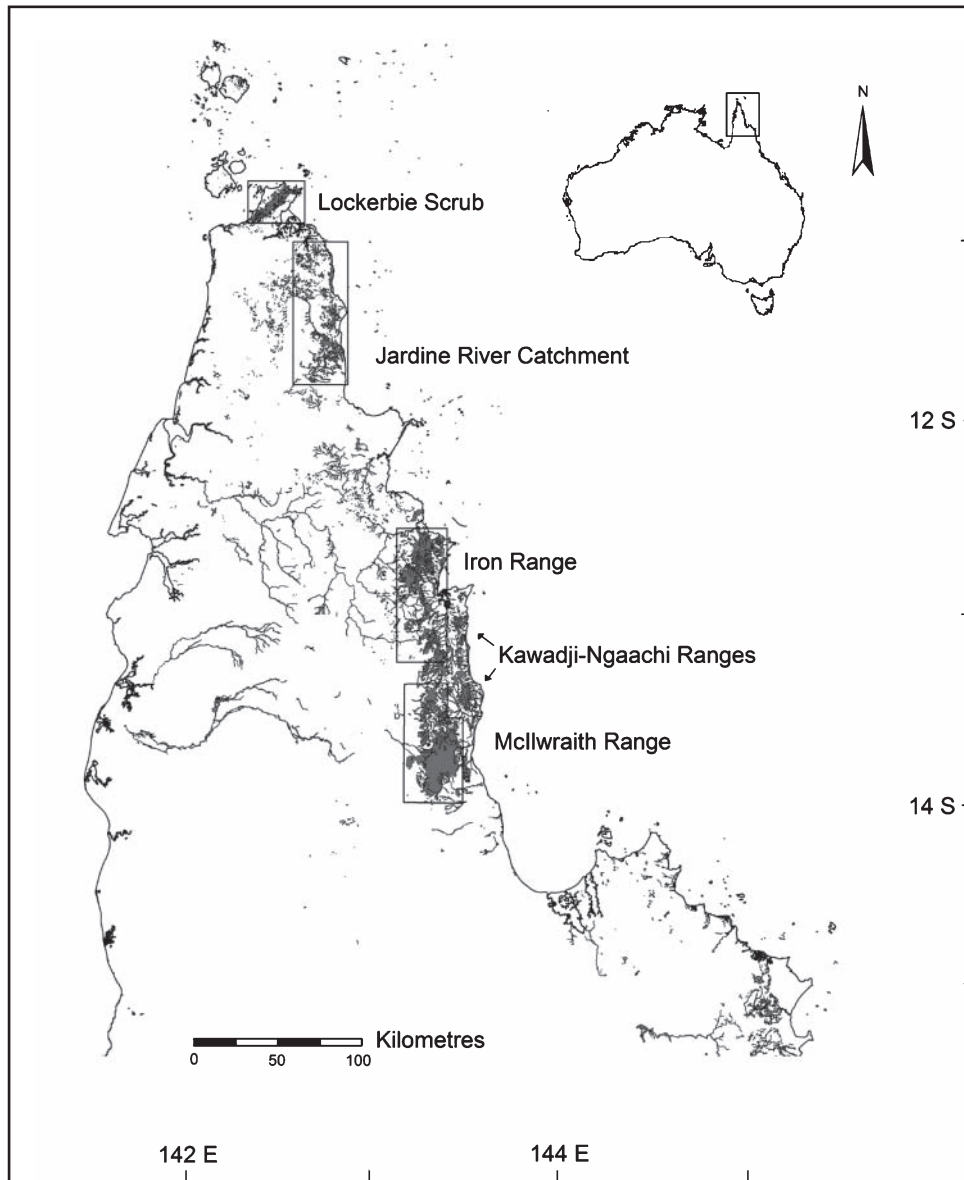 N
Lockerbie Scrub
Jardine River Catchment
12 S
Iron Range
Kawadji-Ngaachi Ranges
McIlwraith Range
14 S
Kilometres
0 50 100
142 E 144 E